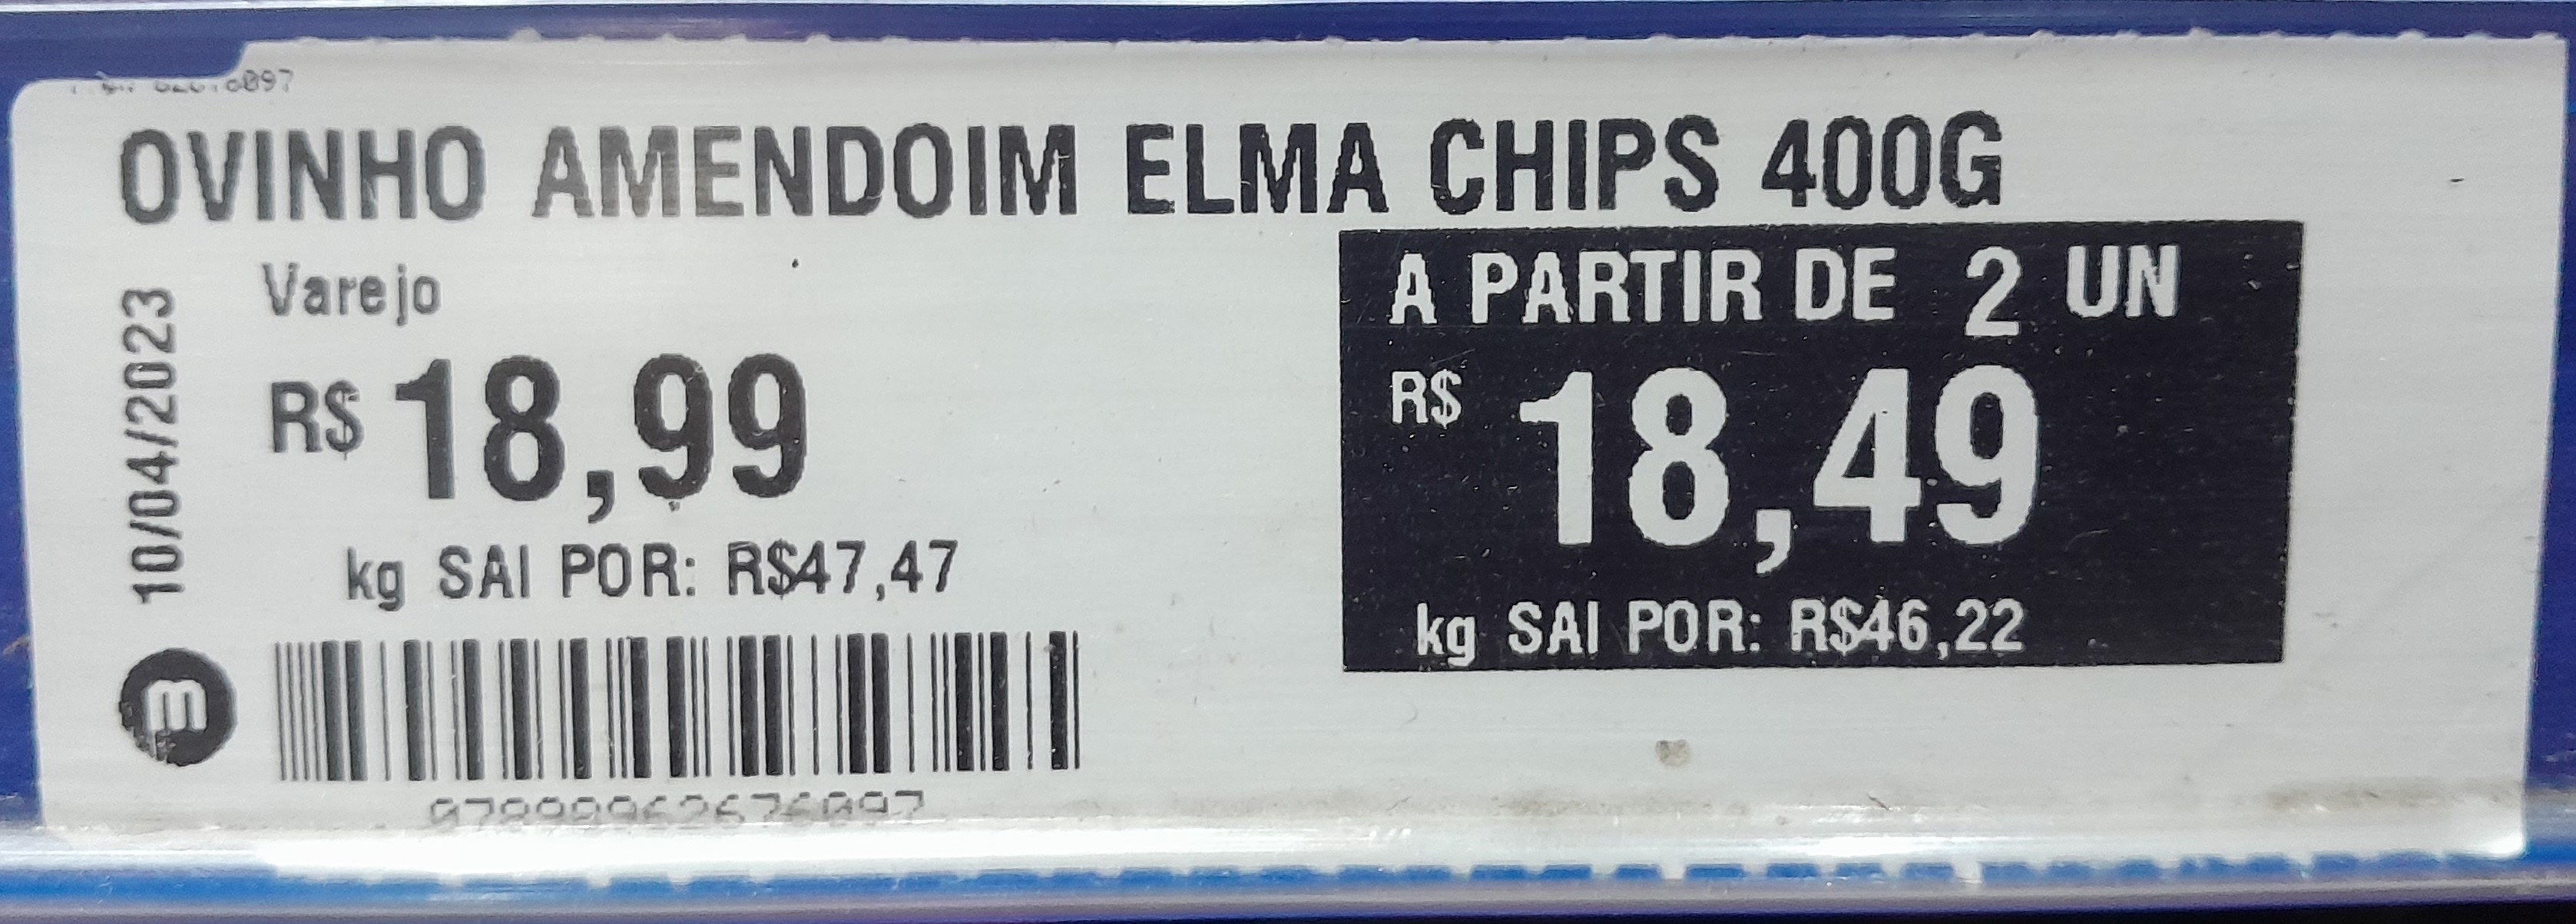 OVINHO AMENDOIM ELMA CHIPS 400G
10/04/2023
Varejo
R$ 18,99
kg SAI POR: R$47,47
A PARTIR DE 2 UN
R$ 18,49
kg SAI POR: R$46,22